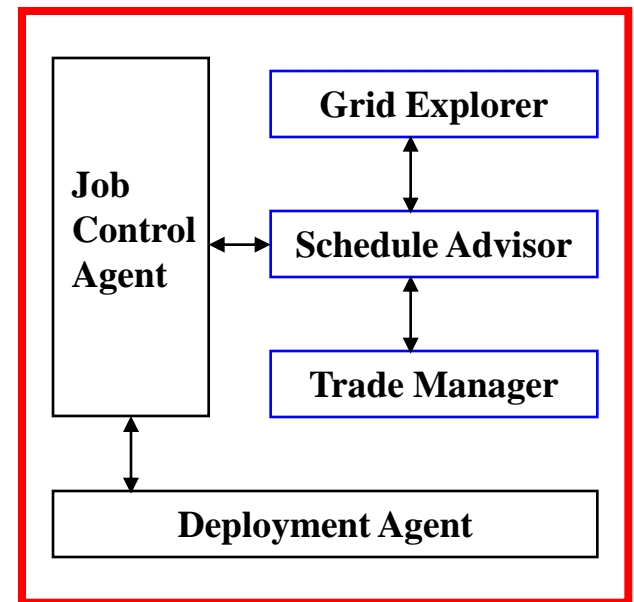 Grid Explorer
Job
Control
Agent
Schedule Advisor
Trade Manager
Deployment Agent